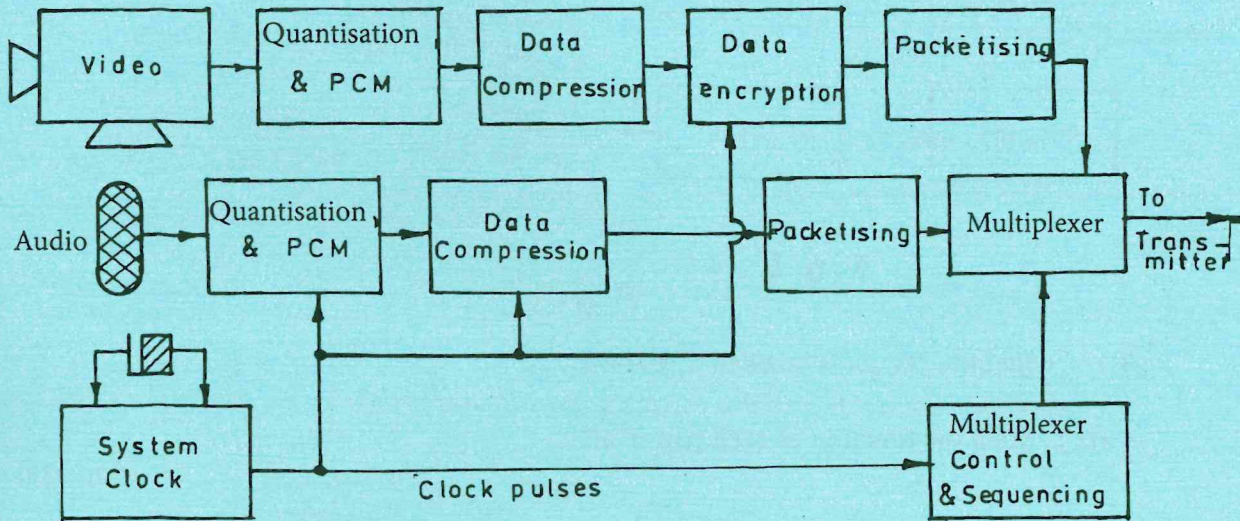 Video
Quantisation
& PCM
Data
Compression
Data
encryption
Packetising
Audio
Quantisation
& PCM
Data
Compression
Packetising
Multiplexer
To
Trans-
mitter
System
Clock
Clock pulses
Multiplexer
Control
& Sequencing